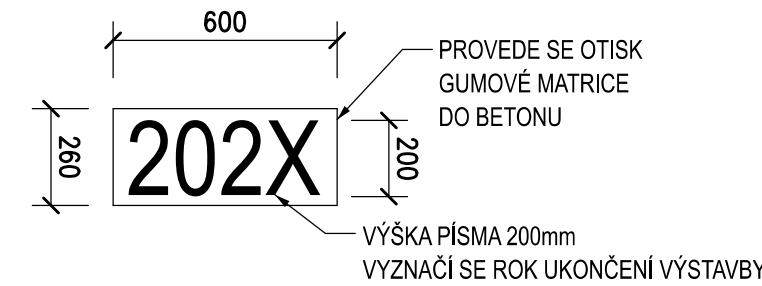 600
PROVEDE SE OTISK
GUMOVÉ MATRICE
DO BETONU
260
202X
200
VÝŠKA PÍSMA 200mm
VYZNAČÍ SE ROK UKONČENÍ VÝSTAVBY